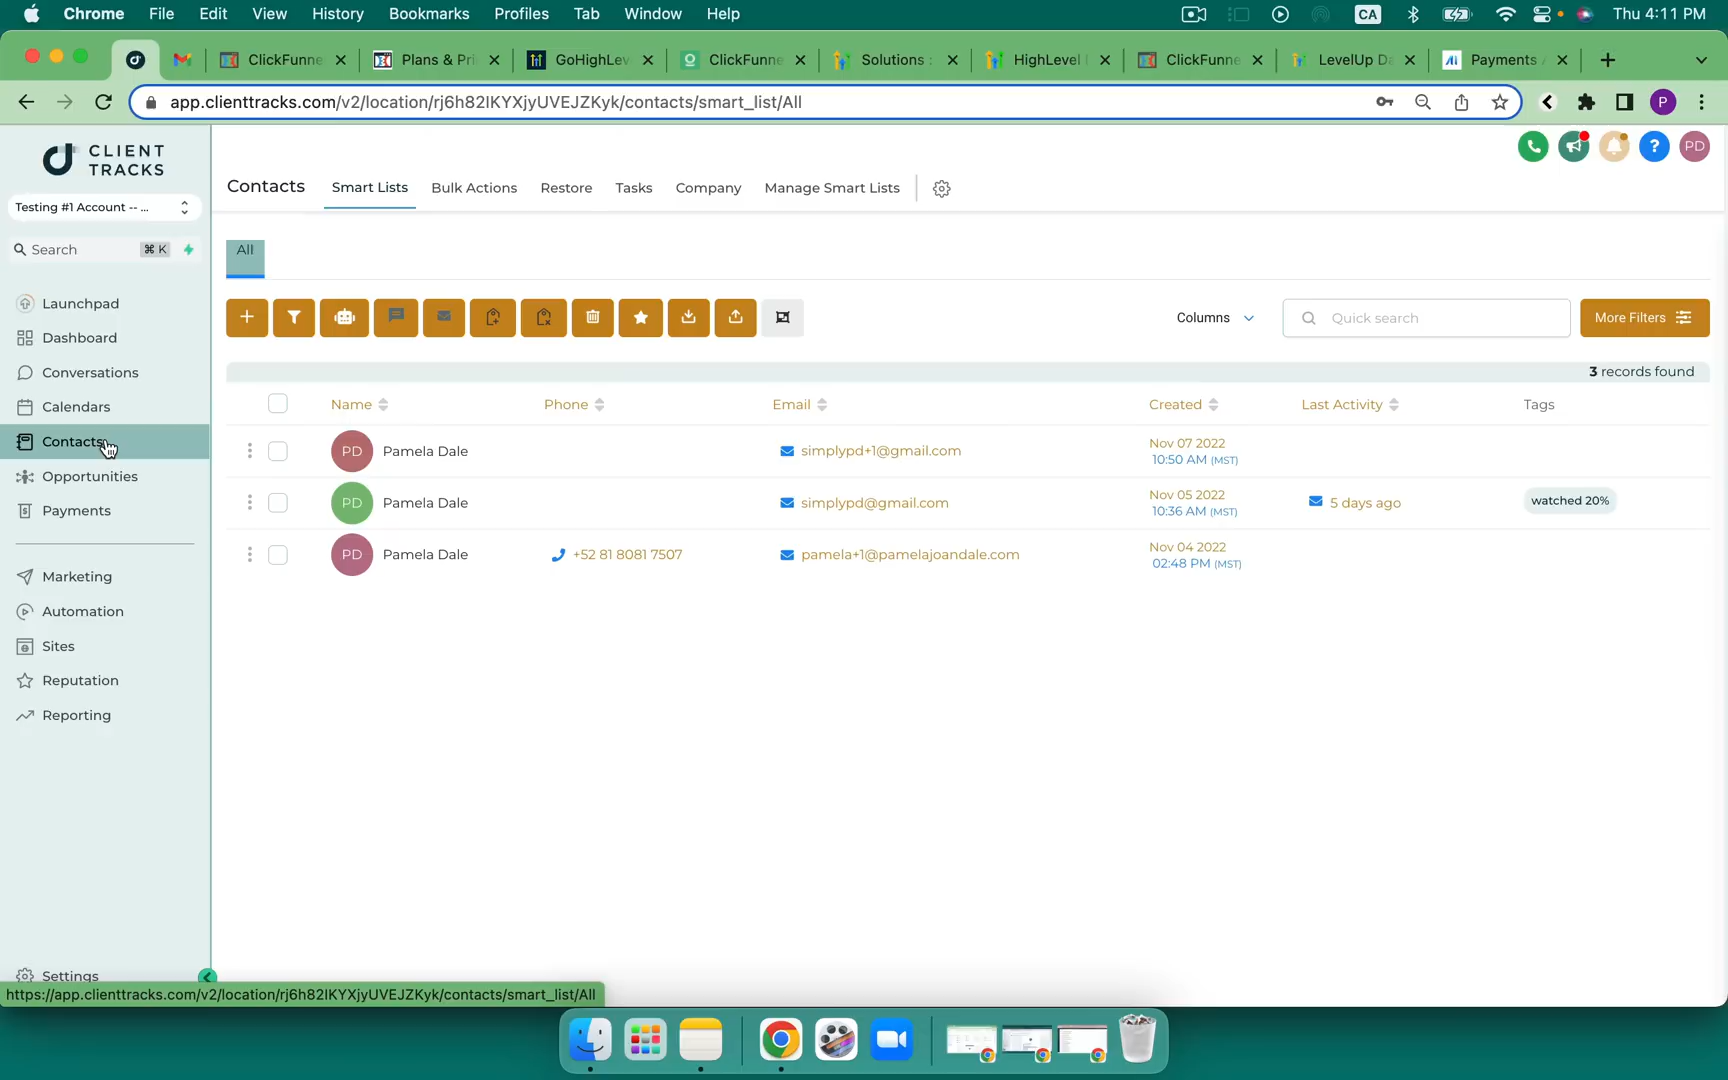 Chrome File Edit View History Bookmarks Profiles Tab Window Help CA Thu 4:11 PM
ClickFunne Plans & Pri GoHighLev ClickFunne Solutions : HighLevel ClickFunne LevelUp Da Payments
app.clienttracks.com/v2/location/rj6h82IKYXjyUVEJZKyk/contacts/smart_list/All P
CLIENT
TRACKS
PD
Contacts Smart Lists Bulk Actions Restore Tasks Company Manage Smart Lists
Testing #1 Account -- ...
Search ⌘ K
All
Launchpad
Dashboard
Conversations
Calendars
Contacts
Opportunities
Payments
Marketing
Automation
Sites
Reputation
Reporting
Settings
Columns Quick search More Filters
3 records found
Name Phone Email Created Last Activity Tags
PD Pamela Dale simplypd+1@gmail.com Nov 07 2022
10:50 AM (MST)
PD Pamela Dale simplypd@gmail.com Nov 05 2022 5 days ago watched 20%
10:36 AM (MST)
PD Pamela Dale +52 81 8081 7507 pamela+1@pamelajoandale.com Nov 04 2022
02:48 PM (MST)
https://app.clienttracks.com/v2/location/rj6h82IKYXjyUVEJZKyk/contacts/smart_list/All